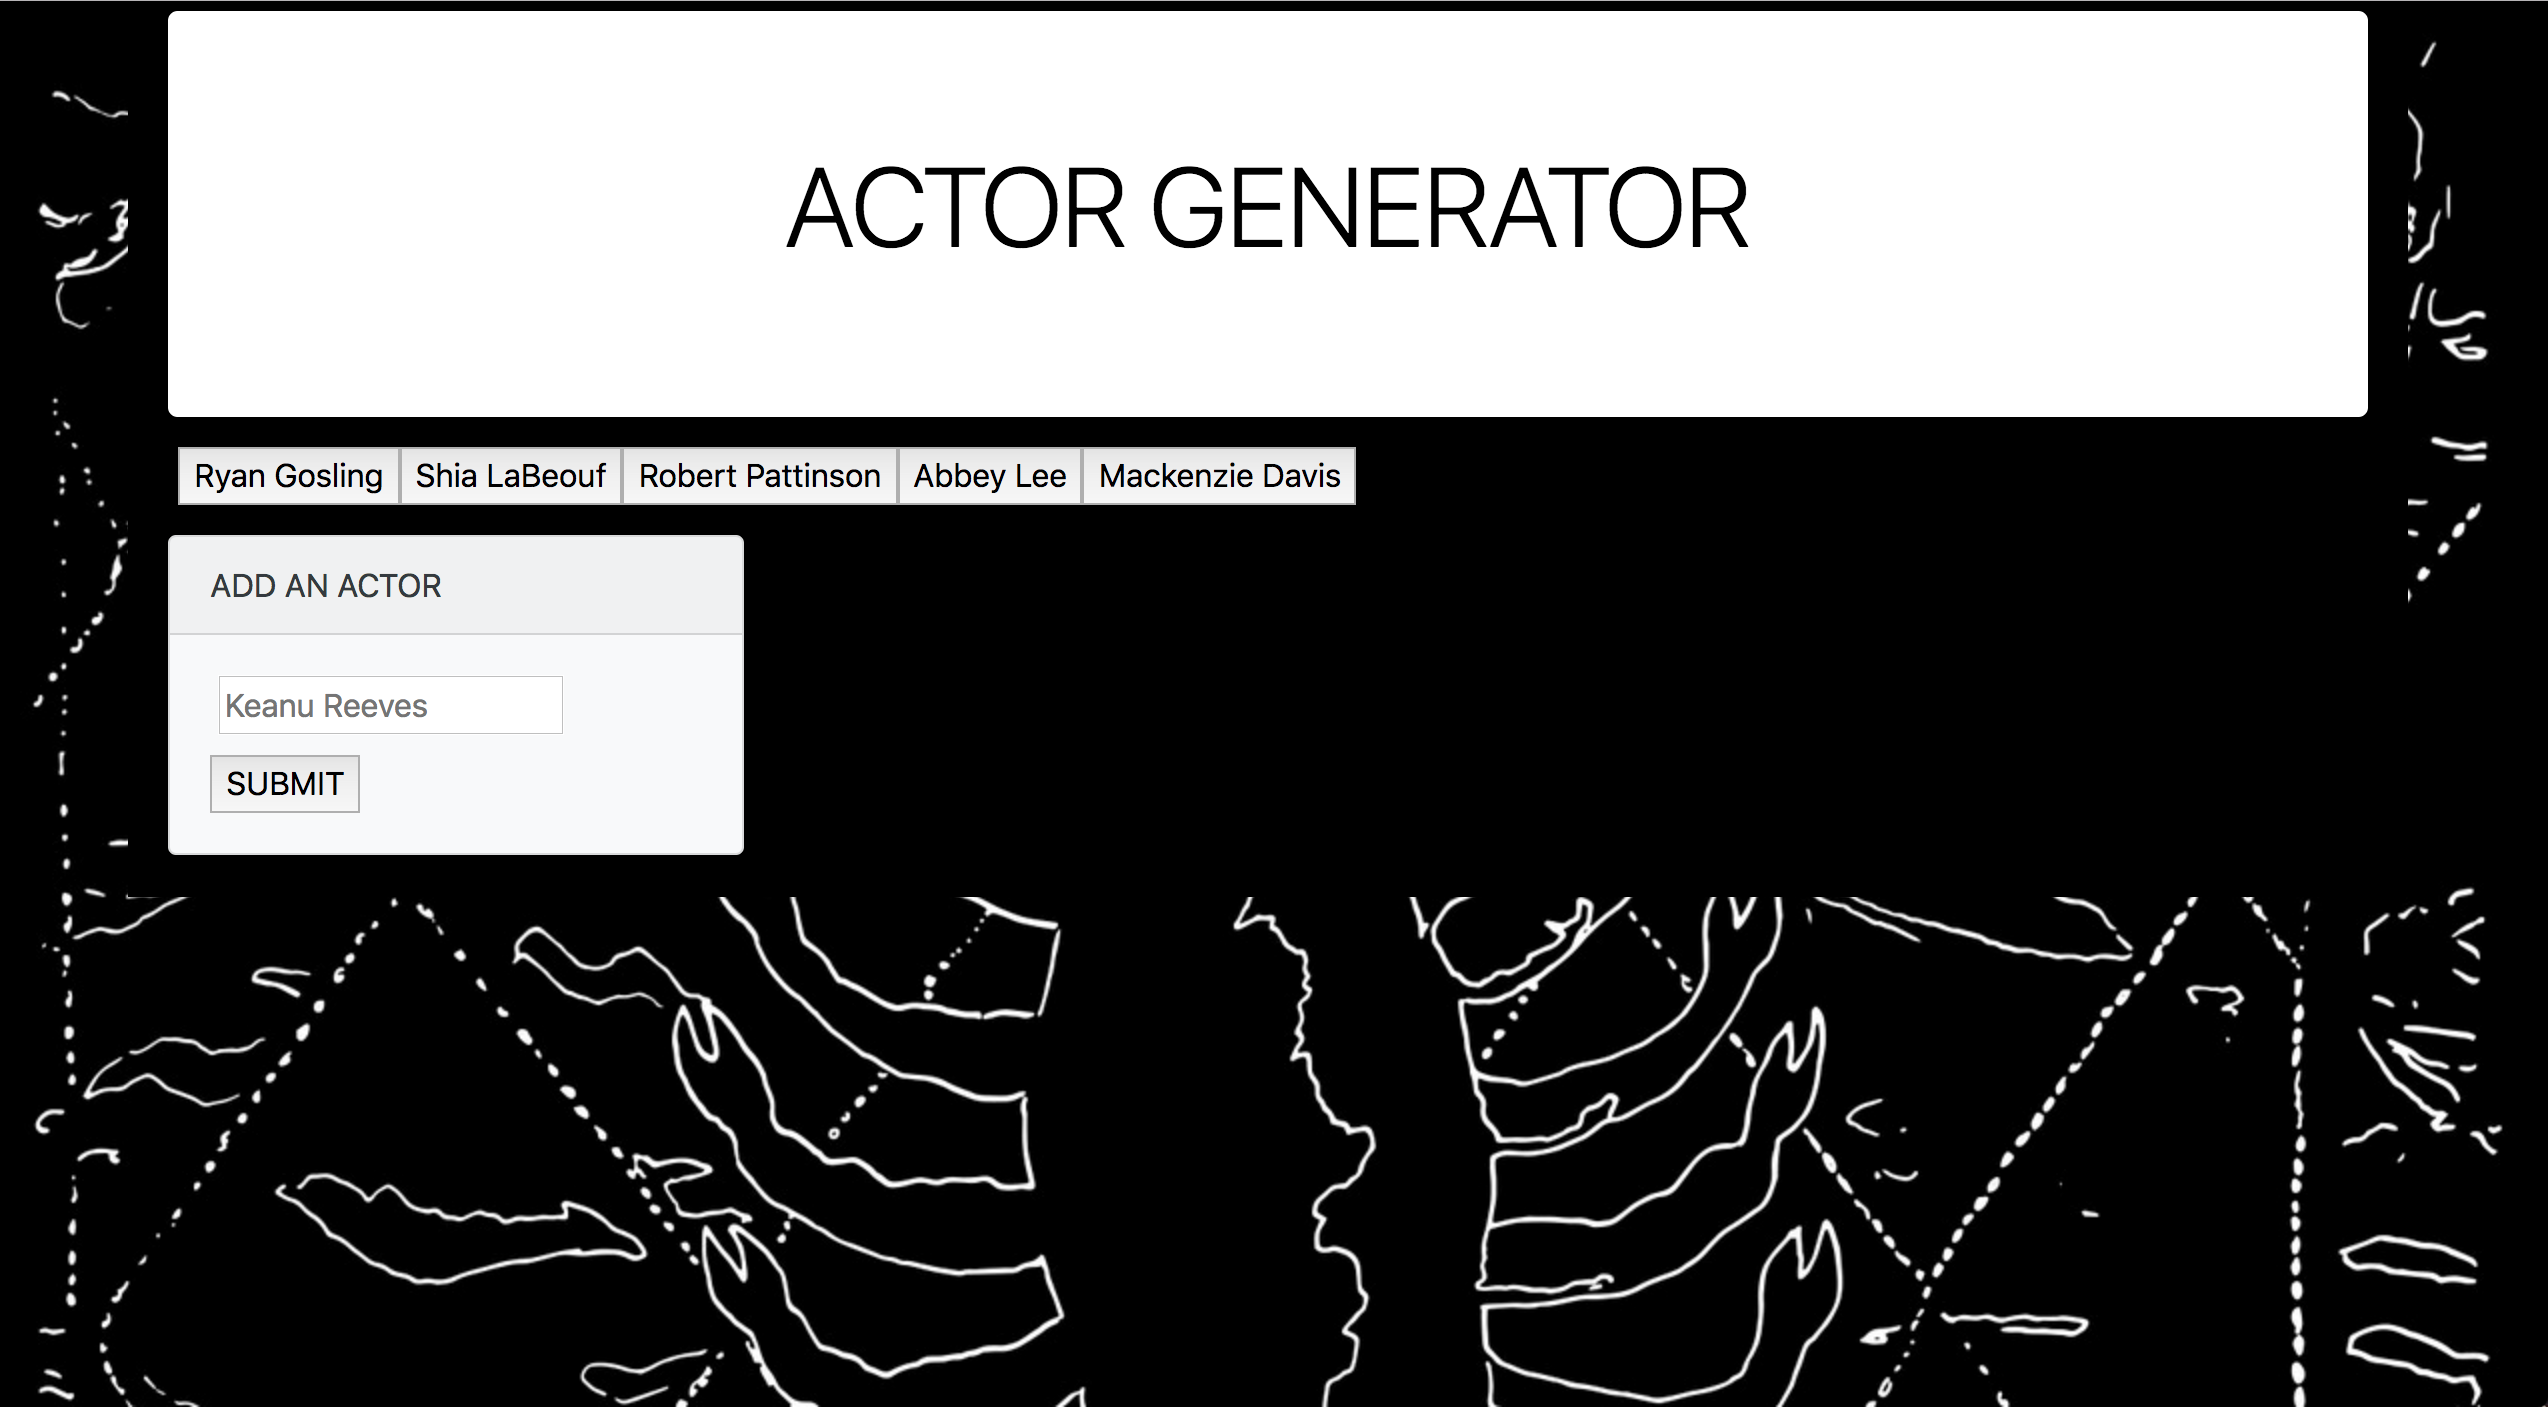 ACTOR GENERATOR
Ryan Gosling Shia LaBeouf Robert Pattinson Abbey Lee Mackenzie Davis
ADD AN ACTOR
Keanu Reeves
SUBMIT